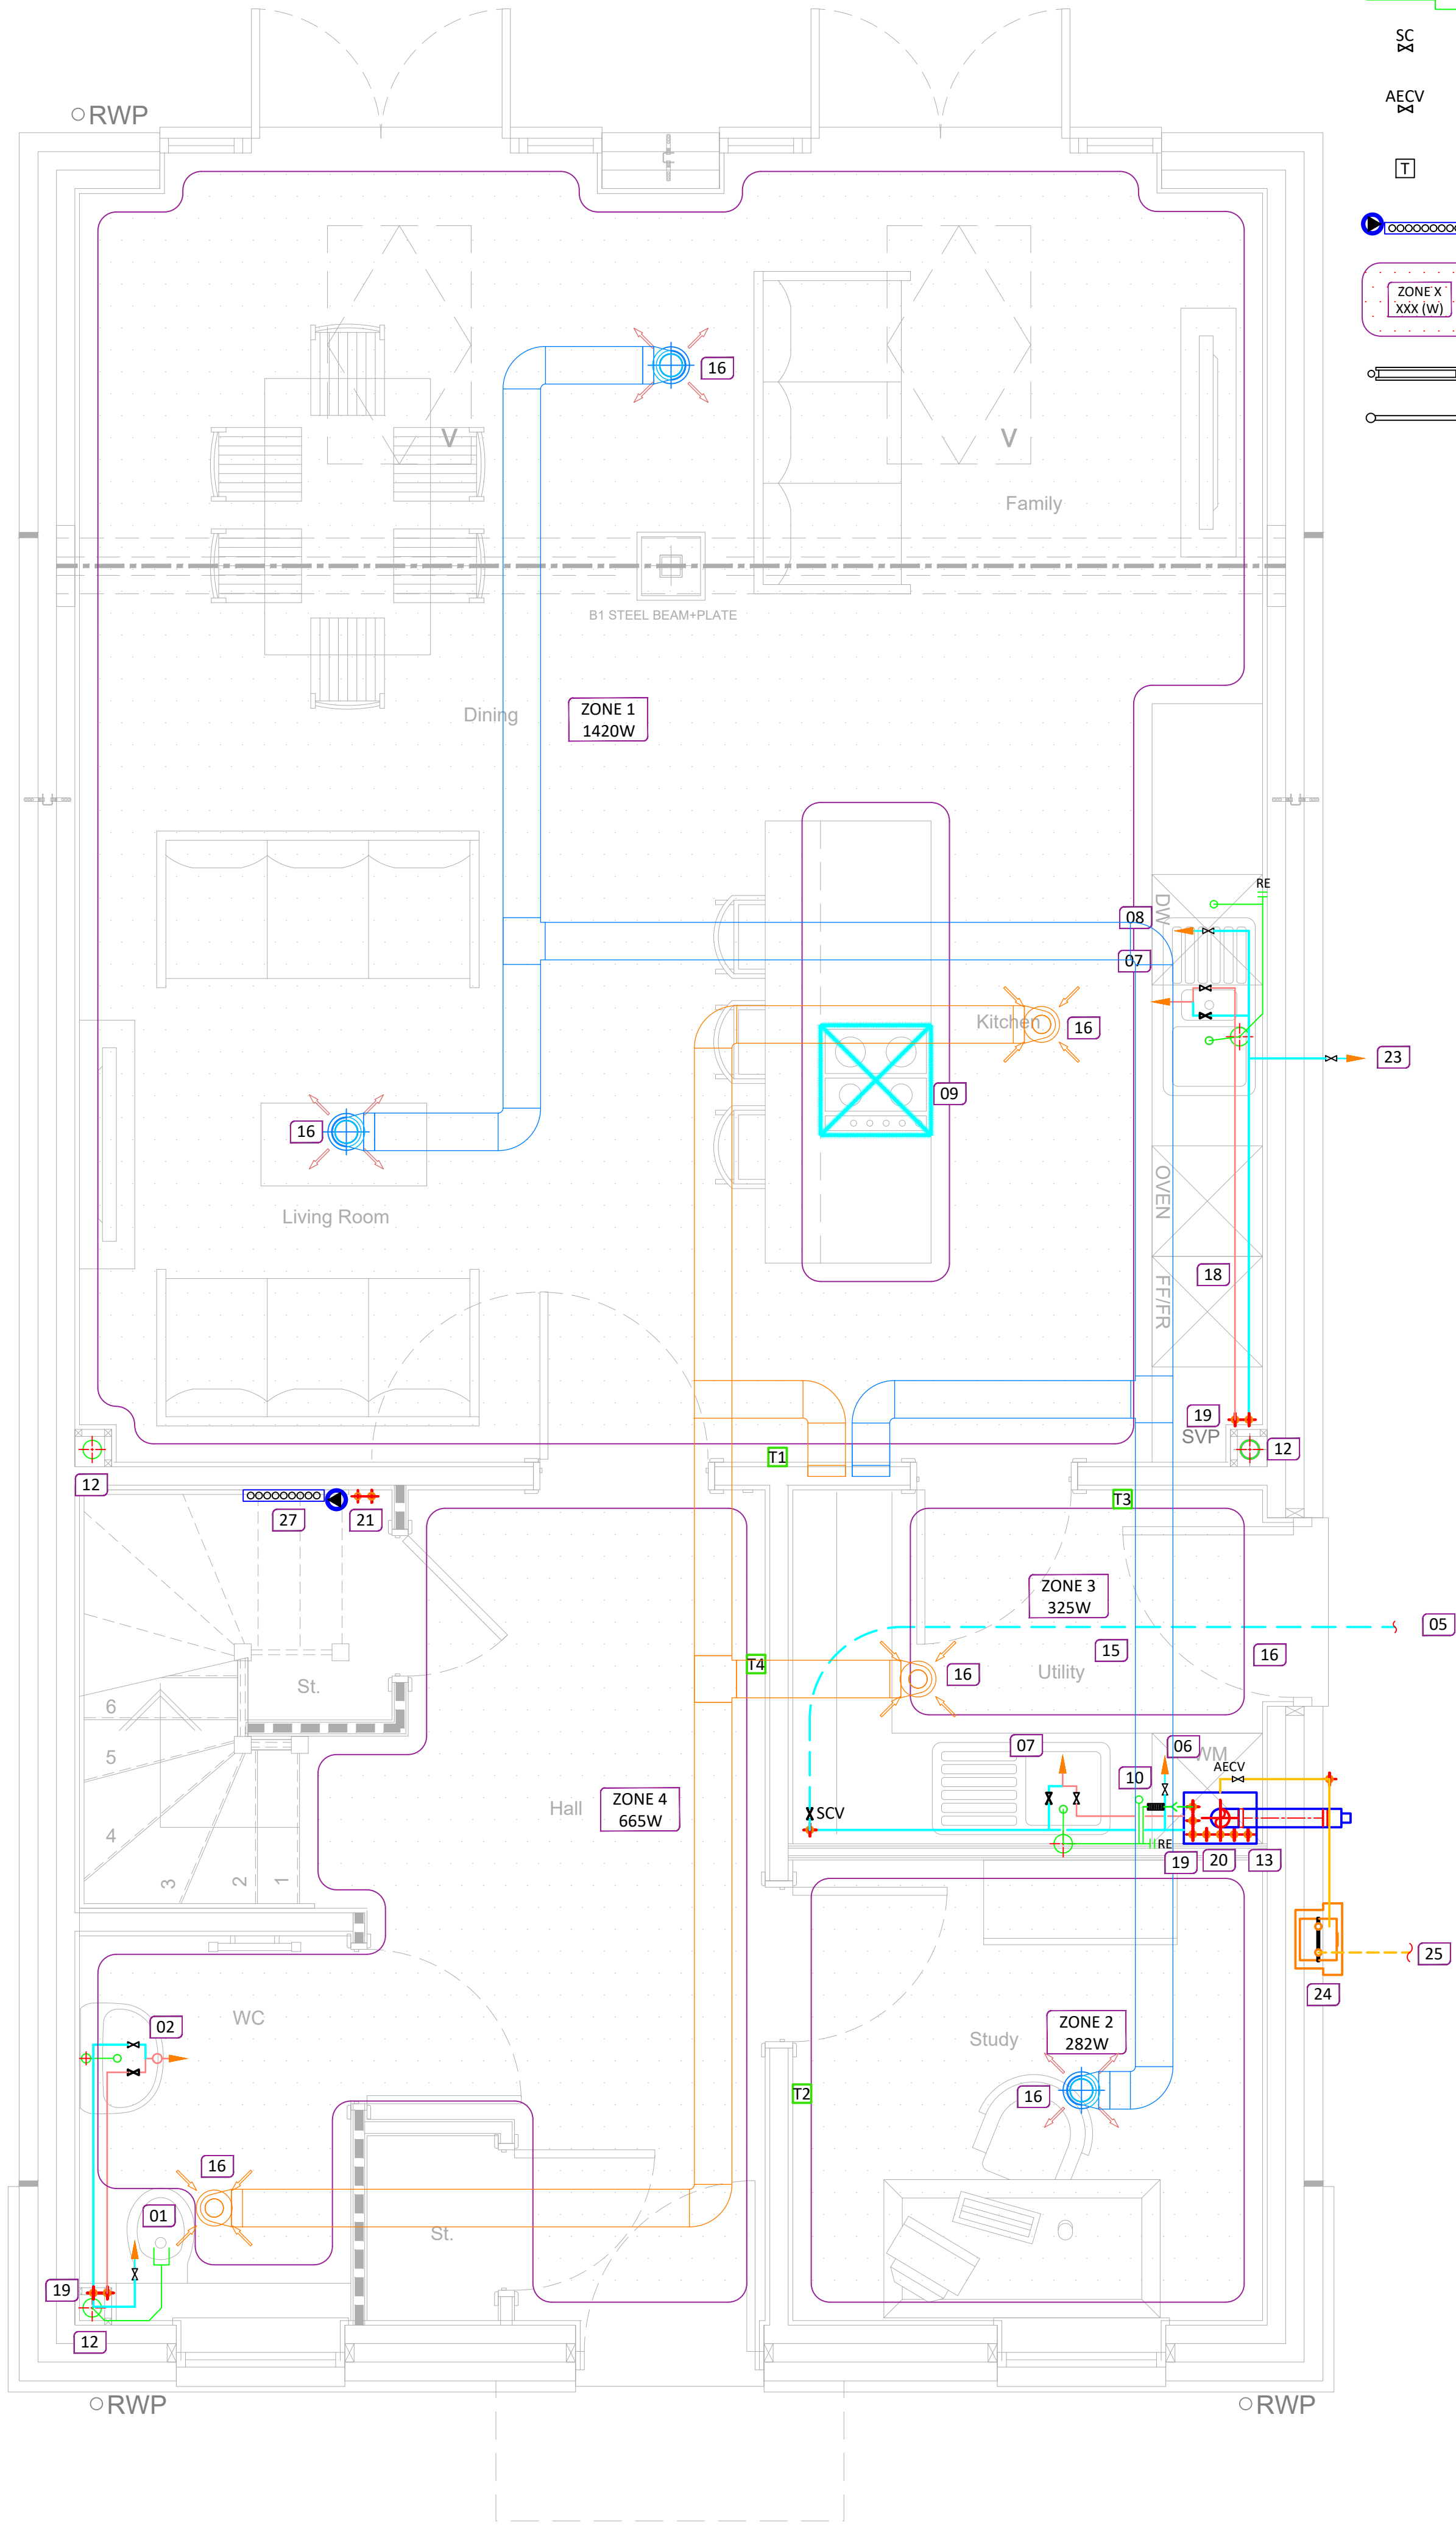 SC
RWP
AECV
T
ZONE X
XXX (W)
16
V
V
Family
B1 STEEL BEAM+PLATE
ZONE 1
1420W
Dining
RE
DW
08
07
Kitchen
16
23
09
16
OVEN
Living Room
18
FF/FR
19
SVP
12
T1
12
27
21
T3
ZONE 3
325W
05
15
16
T4
16
Utility
St.
6
5
4
3
2
1
07
06
WM
AECV
10
Hall
ZONE 4
665W
SCV
RE
19
20
13
25
24
WC
02
ZONE 2
282W
Study
T2
16
16
01
St.
19
12
RWP
RWP